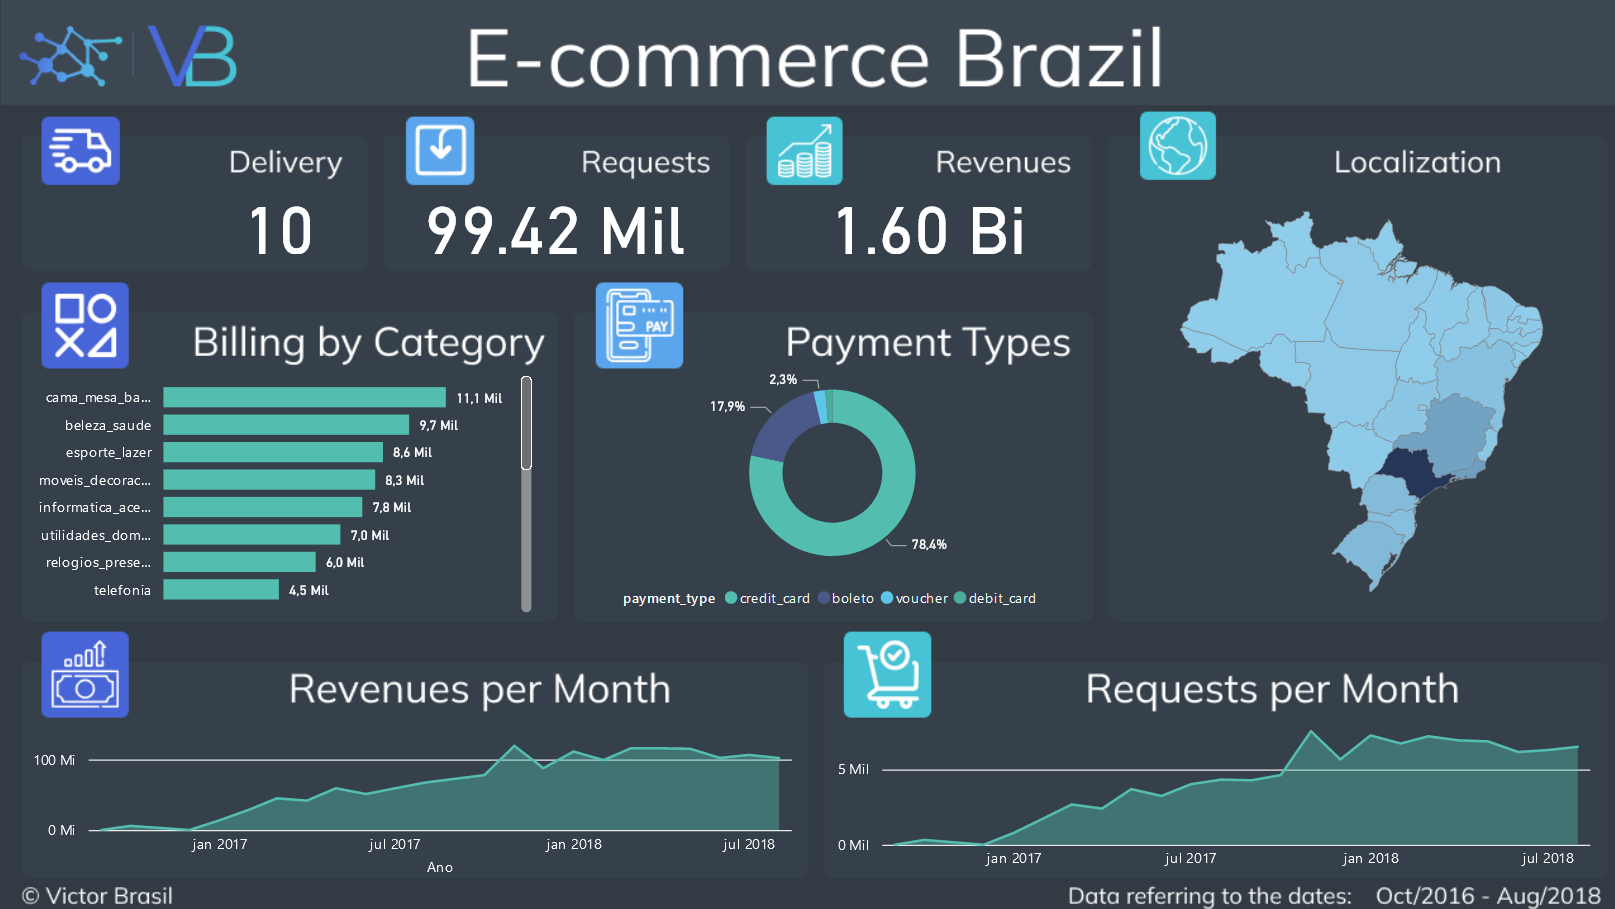 VB
E-commerce Brazil
Delivery
10
Requests
99.42 Mil
Revenues
1.60 Bi
Localization
Billing by Category
cama_mesa_ba... 11,1 Mil
beleza_saude 9,7 Mil
esporte_lazer 8,6 Mil
moveis_decorac... 8,3 Mil
informatica_ace... 7,8 Mil
utilidades_dom... 7,0 Mil
relogios_prese... 6,0 Mil
telefonia 4,5 Mil
PAY
Payment Types
2,3%
17,9%
78,4%
payment_type credit_card boleto voucher debit_card
Revenues per Month
100 Mi
0 Mi
jan 2017 jul 2017 jan 2018 jul 2018
Ano
Requests per Month
5 Mil
0 Mil
jan 2017 jul 2017 jan 2018 jul 2018
© Victor Brasil
Data referring to the dates: Oct/2016 - Aug/2018